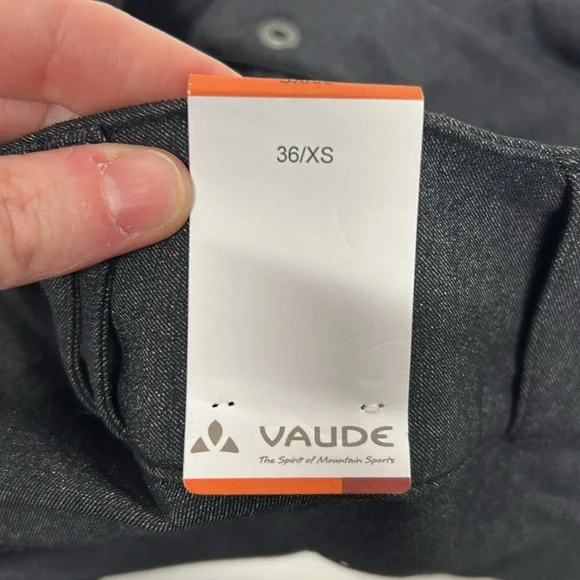 36/XS
VAUDE
The Spirit of Mountain Sports